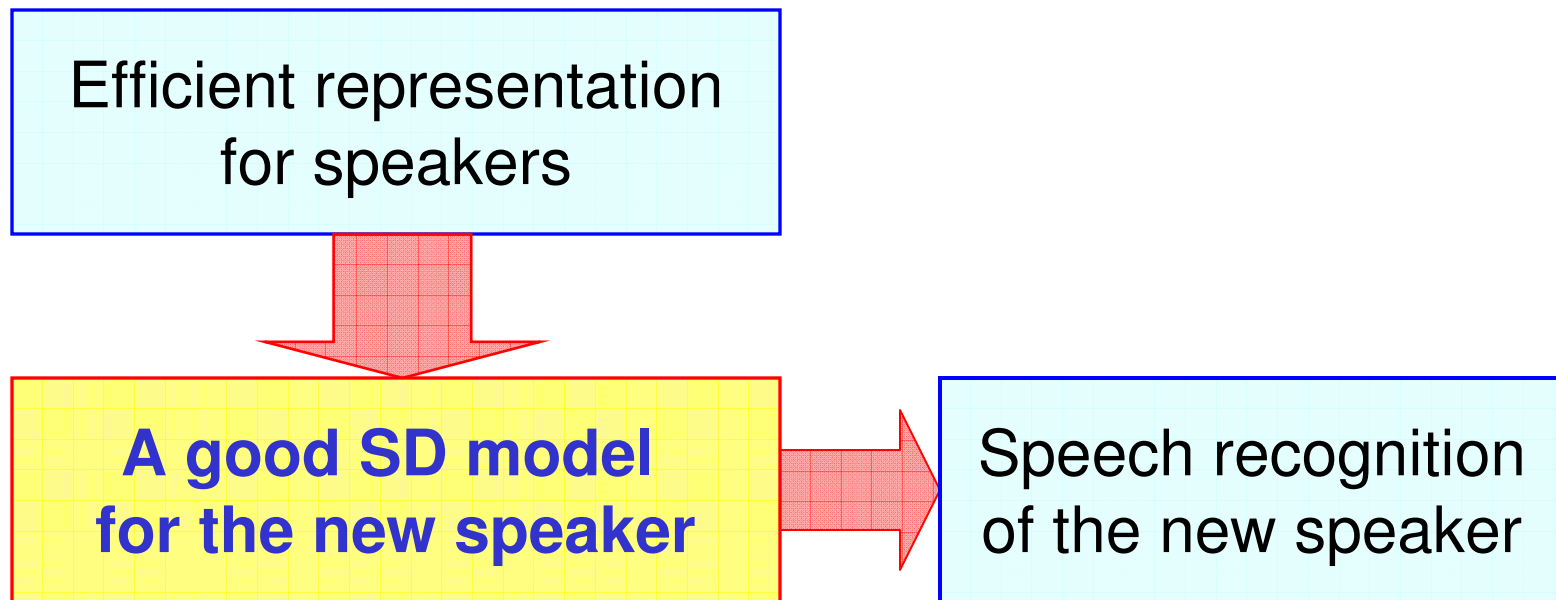 Efficient representation
for speakers
A good SD model
for the new speaker
Speech recognition
of the new speaker